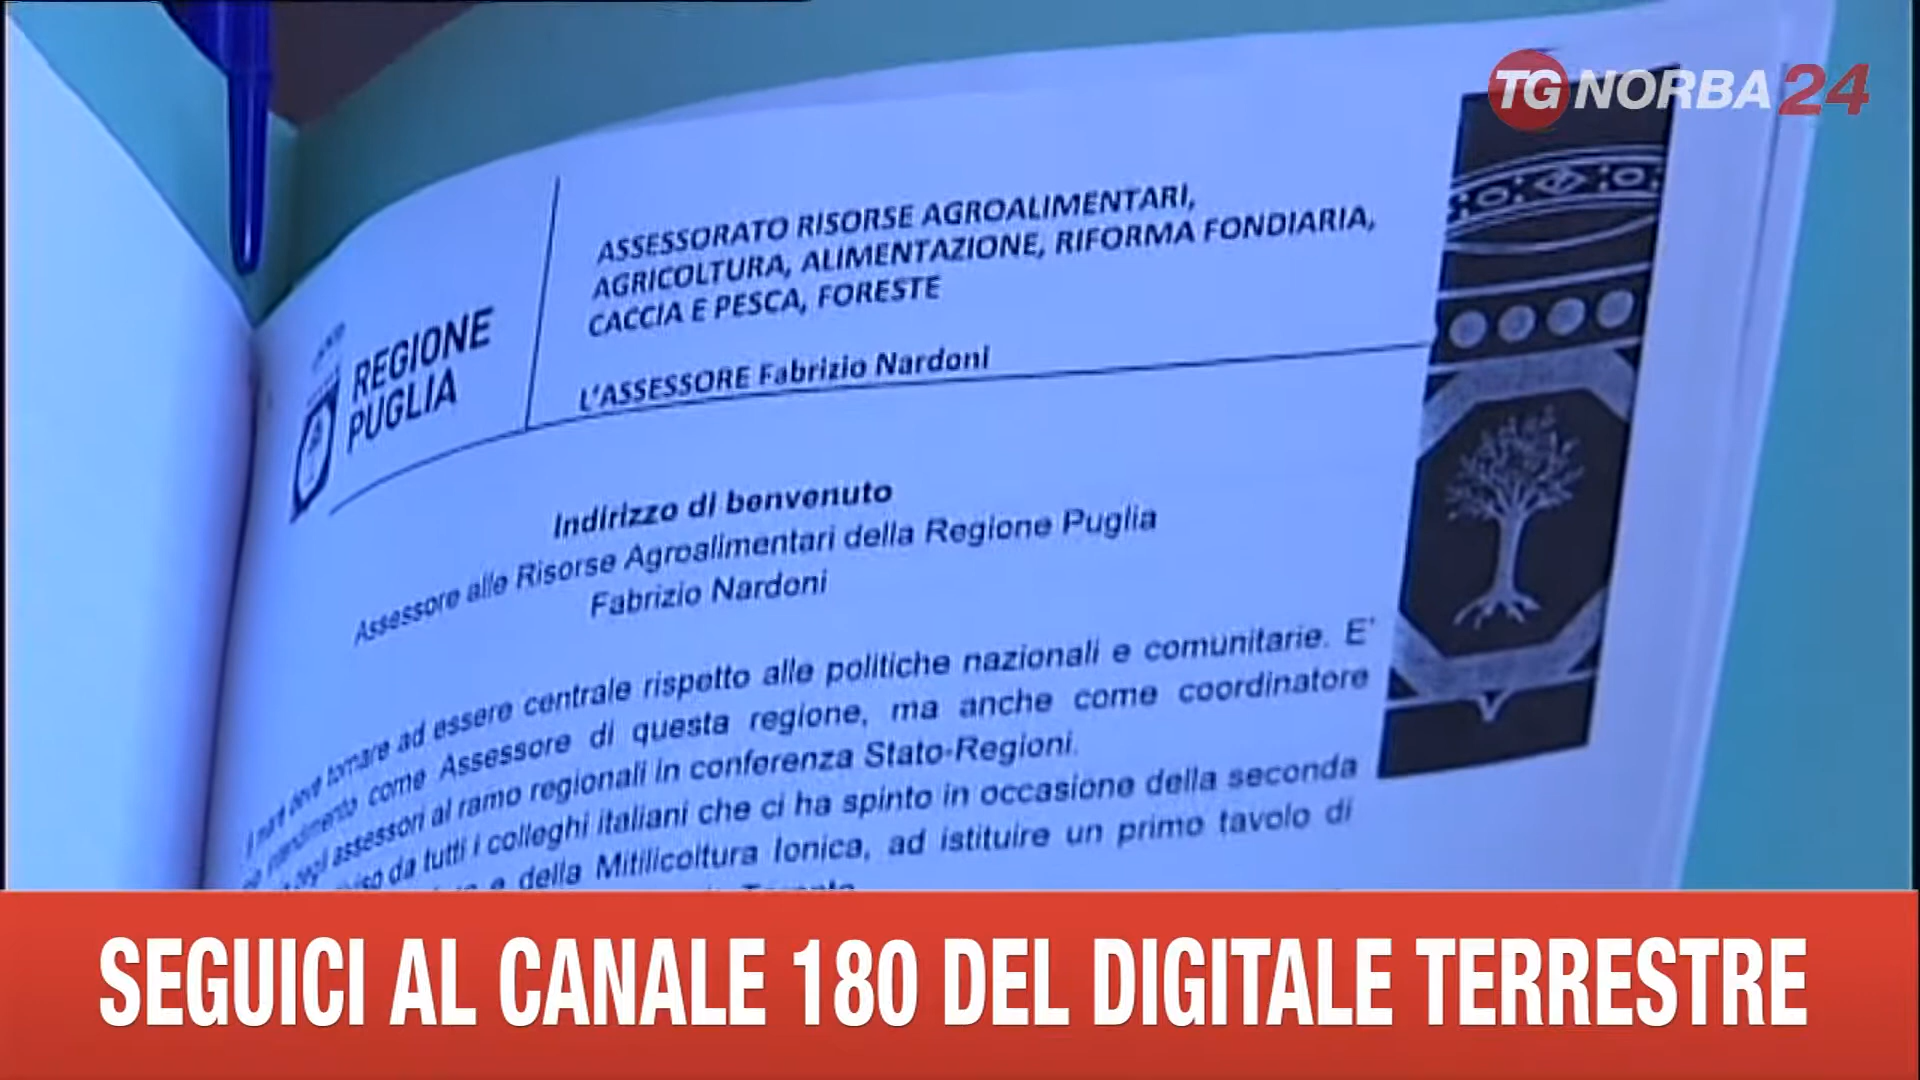 TG NORBA 24
REGIONE
PUGLIA
ASSESSORATO RISORSE AGROALIMENTARI,
AGRICOLTURA, ALIMENTAZIONE, RIFORMA FONDIARIA,
CACCIA E PESCA, FORESTE
L'ASSESSORE Fabrizio Nardoni
Indirizzo di benvenuto
Assessore alle Risorse Agroalimentari della Regione Puglia
Fabrizio Nardoni
mare deve tornare ad essere centrale rispetto alle politiche nazionali e comunitarie. E'
come Assessore di questa regione, ma anche come coordinatore
degli assessori al ramo regionali in conferenza Stato-Regioni.
da tutti i colleghi italiani che ci ha spinto in occasione della seconda
e della Mitilicoltura Ionica, ad istituire un primo tavolo di
SEGUICI AL CANALE 180 DEL DIGITALE TERRESTRE